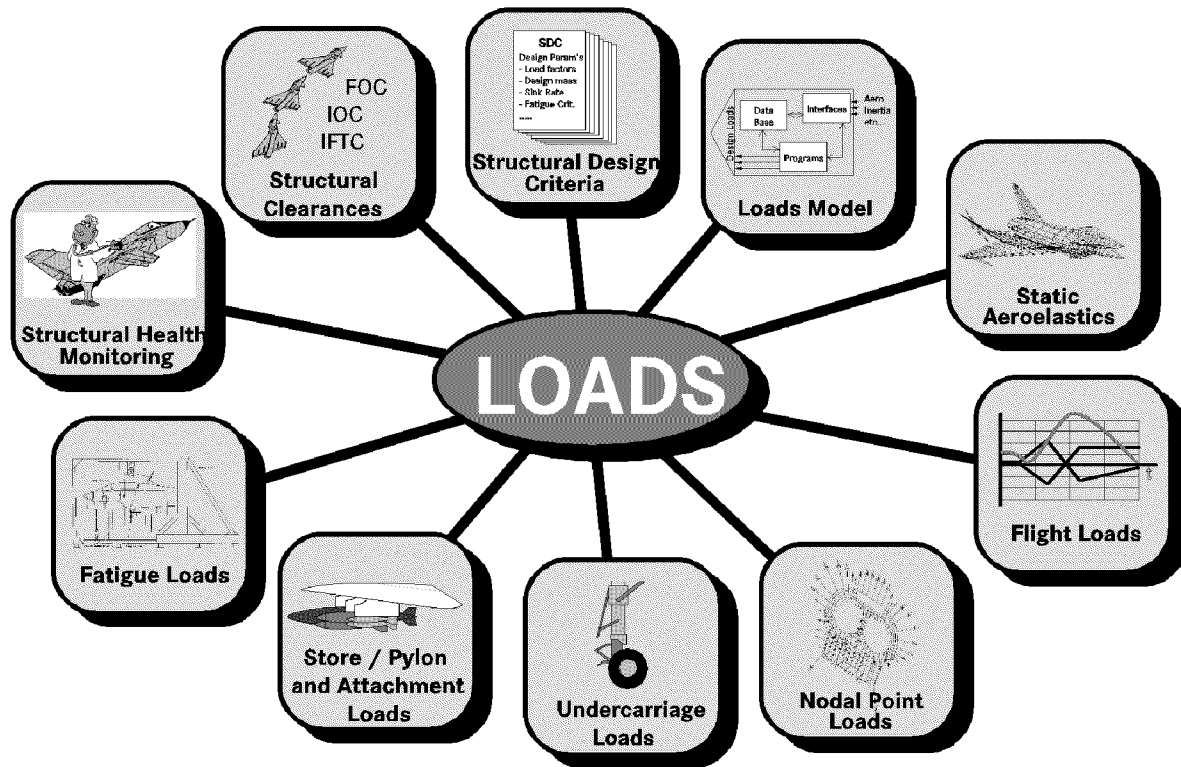 FOC
IOC
IFTC
Structural
Clearances
SDC
Design Param's
- Load factors
- Design mass
- Sink Rate
- Fatigue Crit.
.....
Structural Design
Criteria
Design Loads
Data
Base
Interfaces
Programs
Aero
Inertia
etc.
Loads Model
Structural Health
Monitoring
Static
Aeroelastics
LOADS
Fatigue Loads
Flight Loads
Store / Pylon
and Attachment
Loads
Undercarriage
Loads
Nodal Point
Loads